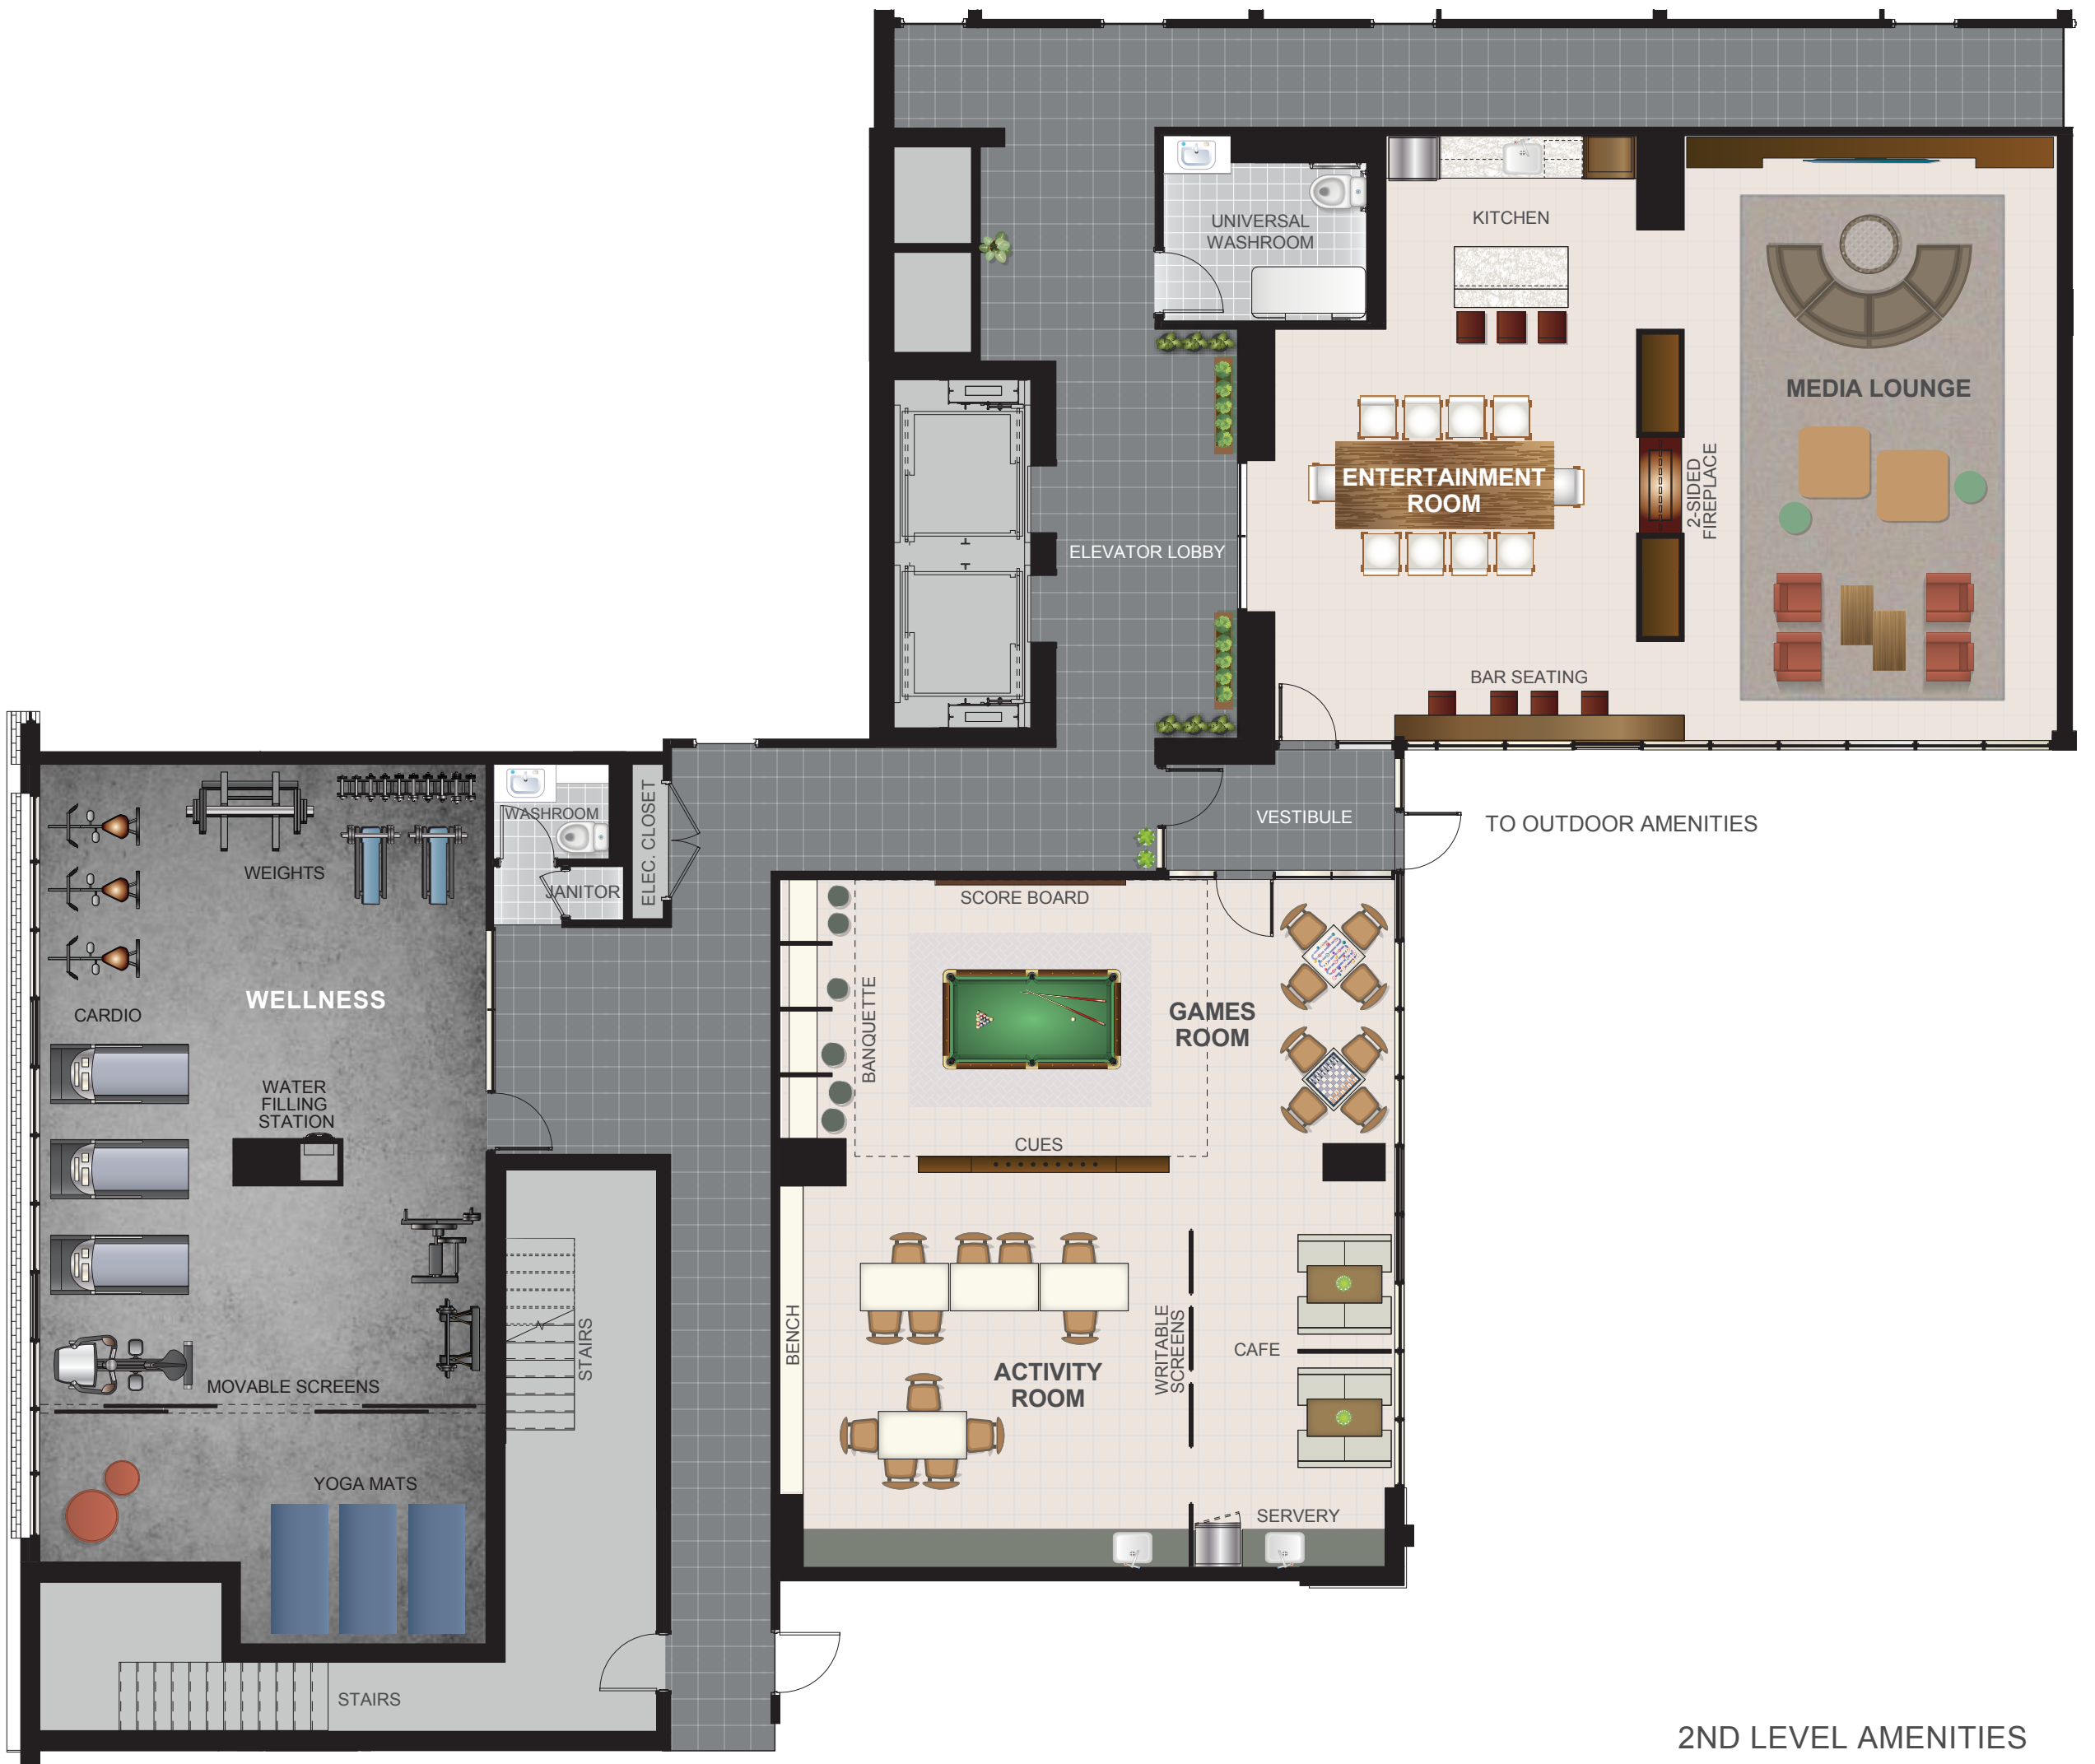 UNIVERSAL
WASHROOM
KITCHEN
MEDIA LOUNGE
ENTERTAINMENT
ROOM
2-SIDED
FIREPLACE
ELEVATOR LOBBY
BAR SEATING
WASHROOM
ELEC. CLOSET
VESTIBULE
TO OUTDOOR AMENITIES
WEIGHTS
JANITOR
SCORE BOARD
WELLNESS
CARDIO
BANQUETTE
GAMES
ROOM
WATER
FILLING
STATION
CUES
STAIRS
BENCH
WRITABLE
SCREENS
CAFE
ACTIVITY
ROOM
MOVABLE SCREENS
YOGA MATS
SERVERY
STAIRS
2ND LEVEL AMENITIES